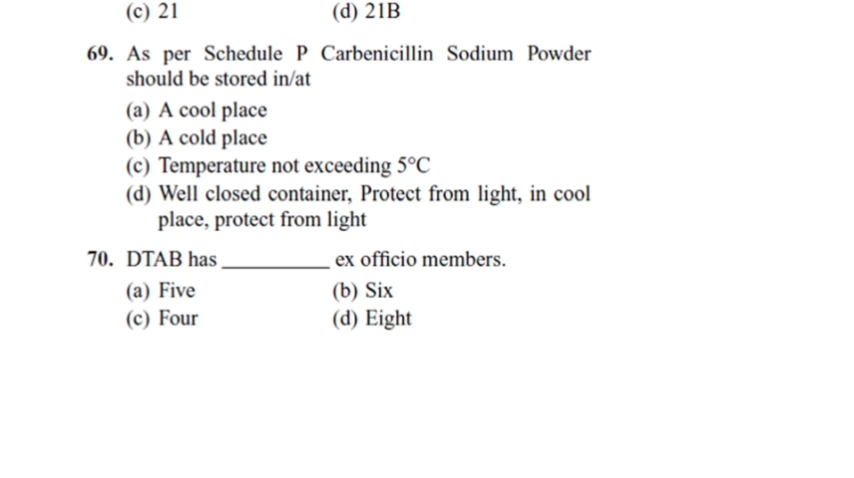 (c) 21 (d) 21B
69. As per Schedule P Carbenicillin Sodium Powder
should be stored in/at
(a) A cool place
(b) A cold place
(c) Temperature not exceeding 5°C
(d) Well closed container, Protect from light, in cool
place, protect from light
70. DTAB has __________ ex officio members.
(a) Five (b) Six
(c) Four (d) Eight